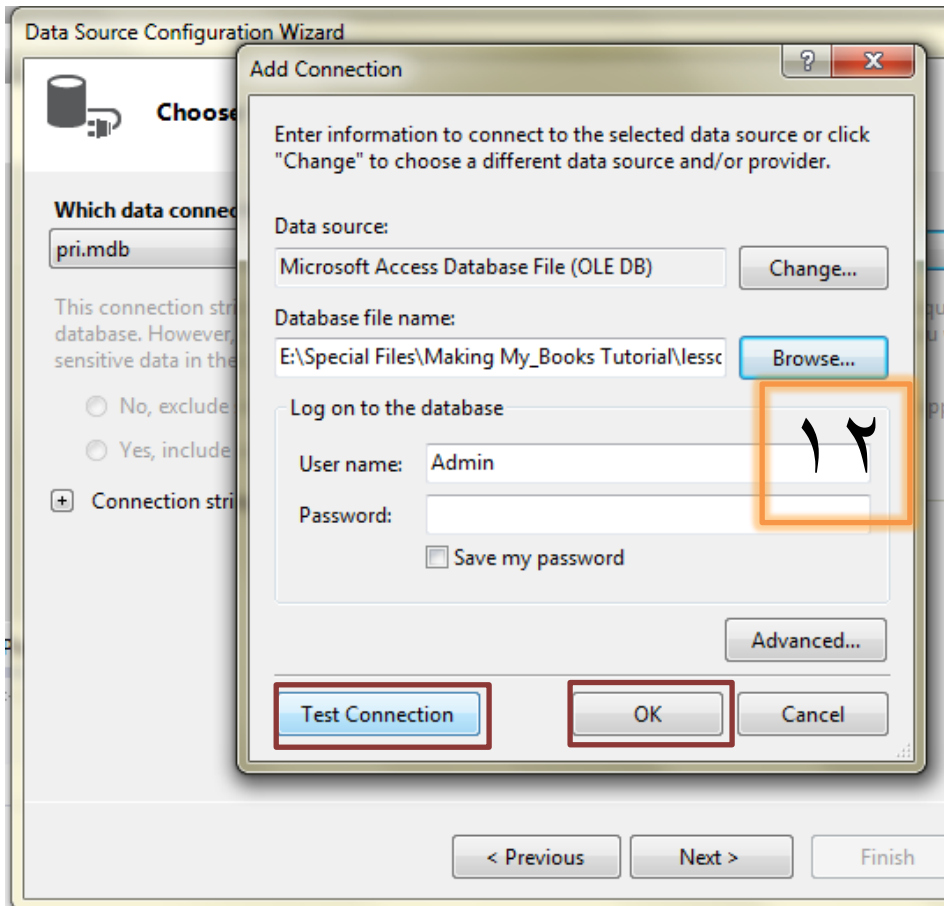 Data Source Configuration Wizard
Add Connection
Choose
Enter information to connect to the selected data source or click
"Change" to choose a different data source and/or provider.
Which data connec
Data source:
pri.mdb
Microsoft Access Database File (OLE DB)
Change...
This connection stri
database. However,
sensitive data in the
Database file name:
E:\Special Files\Making My_Books Tutorial\lessc
Browse...
No, exclude
Yes, include
Log on to the database
١٢
User name:
Admin
Connection stri
Password:
Save my password
Advanced...
Test Connection
OK
Cancel
< Previous
Next >
Finish